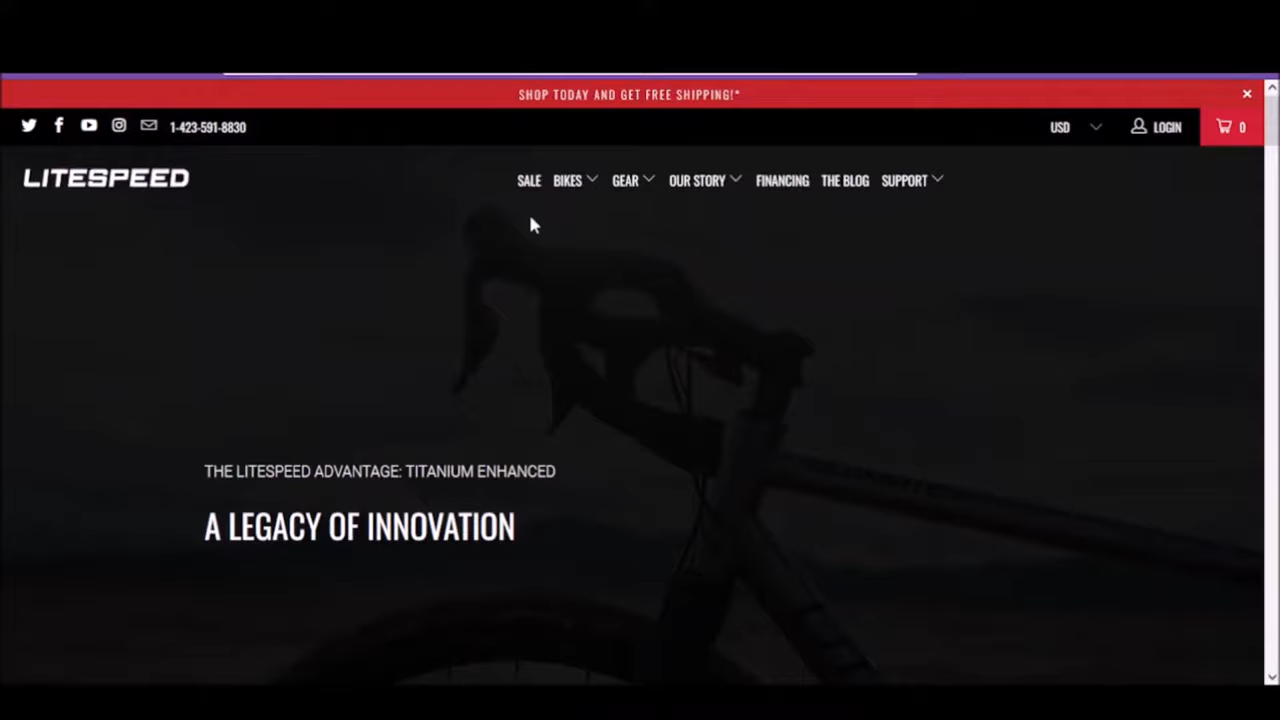 SHOP TODAY AND GET FREE SHIPPING!*
1-423-591-8830 USD LOGIN 0
LITESPEED SALE BIKES GEAR OUR STORY FINANCING THE BLOG SUPPORT
THE LITESPEED ADVANTAGE: TITANIUM ENHANCED
A LEGACY OF INNOVATION